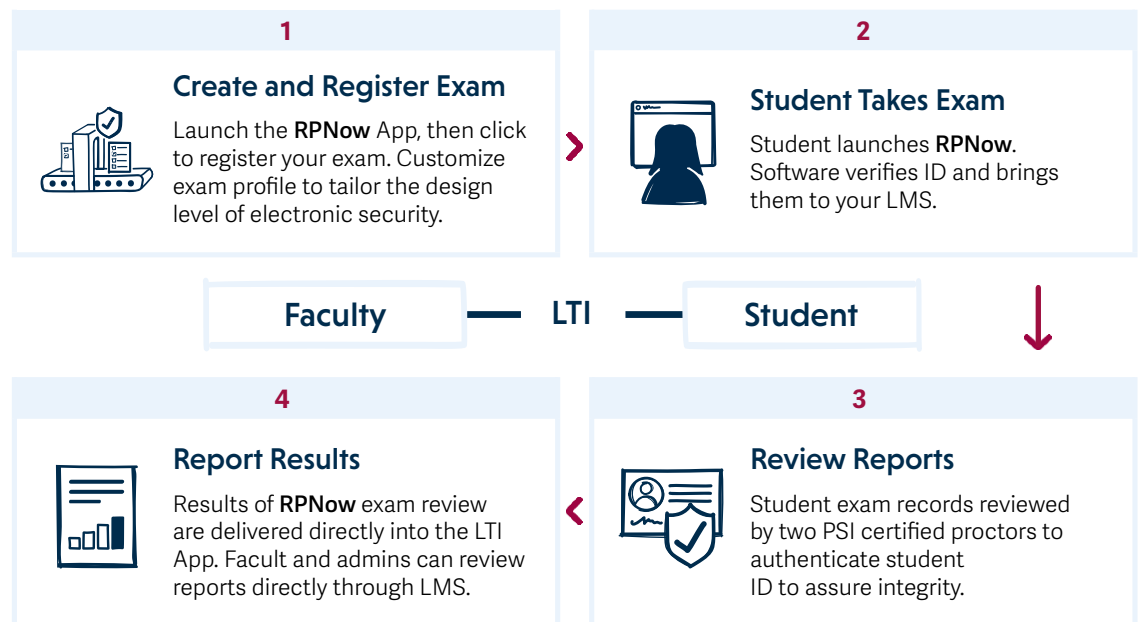 1
Create and Register Exam
Launch the RPNow App, then click
to register your exam. Customize
exam profile to tailor the design
level of electronic security.
2
Student Takes Exam
Student launches RPNow.
Software verifies ID and brings
them to your LMS.
Faculty
LTI
Student
4
Report Results
Results of RPNow exam review
are delivered directly into the LTI
App. Facult and admins can review
reports directly through LMS.
3
Review Reports
Student exam records reviewed
by two PSI certified proctors to
authenticate student
ID to assure integrity.